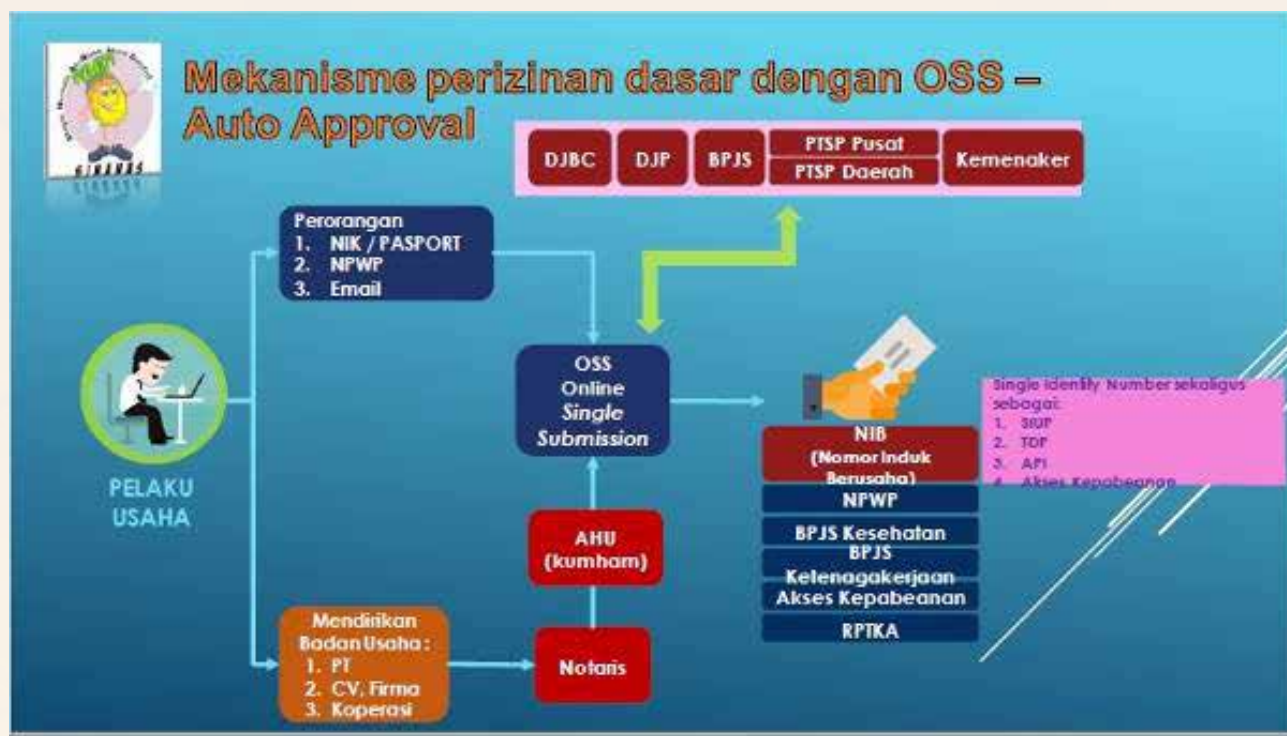 Mekanisme perizinan dasar dengan OSS –
Auto Approval
DJBC
DJP
BPJS
PTSP Pusat
PTSP Daerah
Kemenaker
Perorangan
1. NIK / PASPORT
2. NPWP
3. Email
PELAKU
USAHA
OSS
Online
Single
Submission
AHU
(kumham)
Mendirikan
Badan Usaha :
1. PT
2. CV, Firma
3. Koperasi
Notaris
NIB
(Nomor Induk
Berusaha)
NPWP
BPJS Kesehatan
BPJS
Ketenagakerjaan
Akses Kepabeanan
RPTKA
Single Identify Number sekaligus
sebagai:
1. SIUP
2. TDP
3. API
4. Akses Kepabeanan